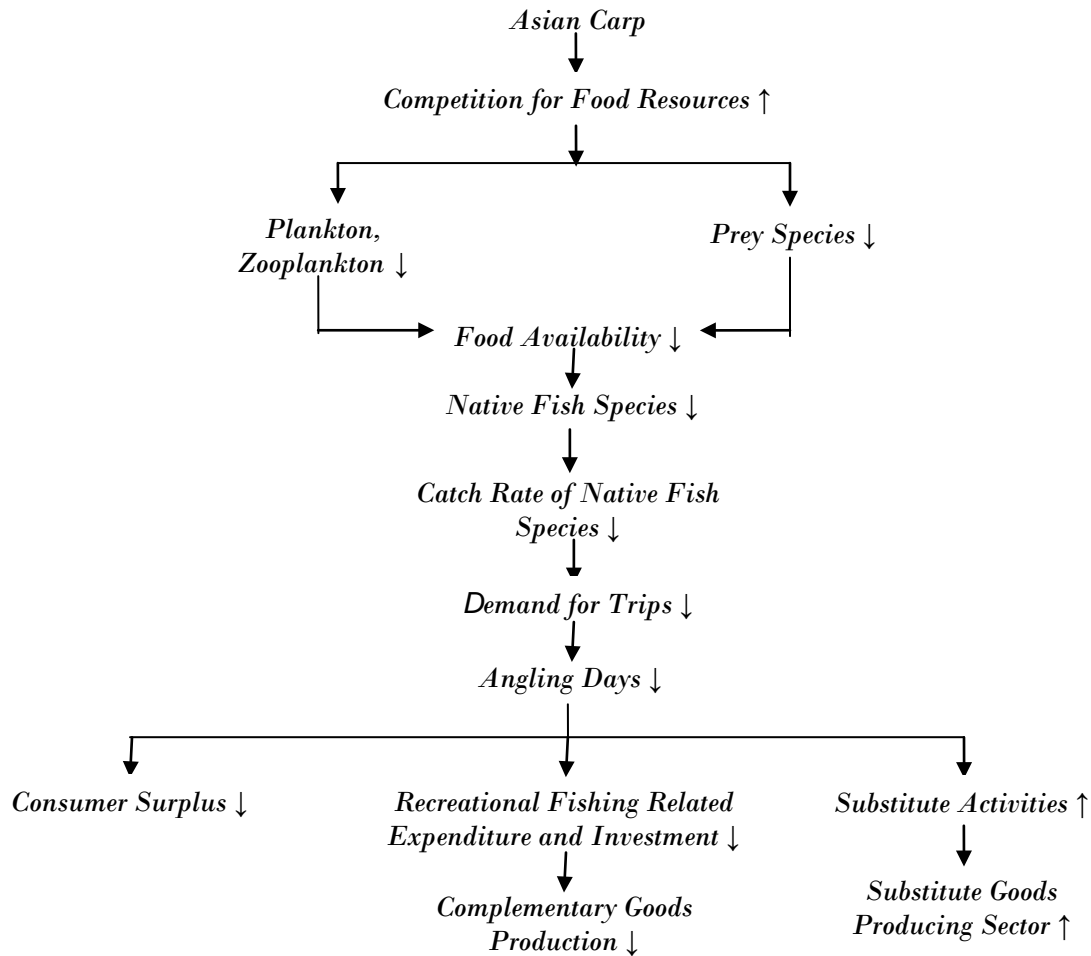 Asian Carp
Competition for Food Resources ↑
Plankton,
Zooplankton ↓
Prey Species ↓
Food Availability ↓
Native Fish Species ↓
Catch Rate of Native Fish
Species ↓
Demand for Trips ↓
Angling Days ↓
Consumer Surplus ↓
Recreational Fishing Related
Expenditure and Investment ↓
Substitute Activities ↑
Complementary Goods
Production ↓
Substitute Goods
Producing Sector ↑